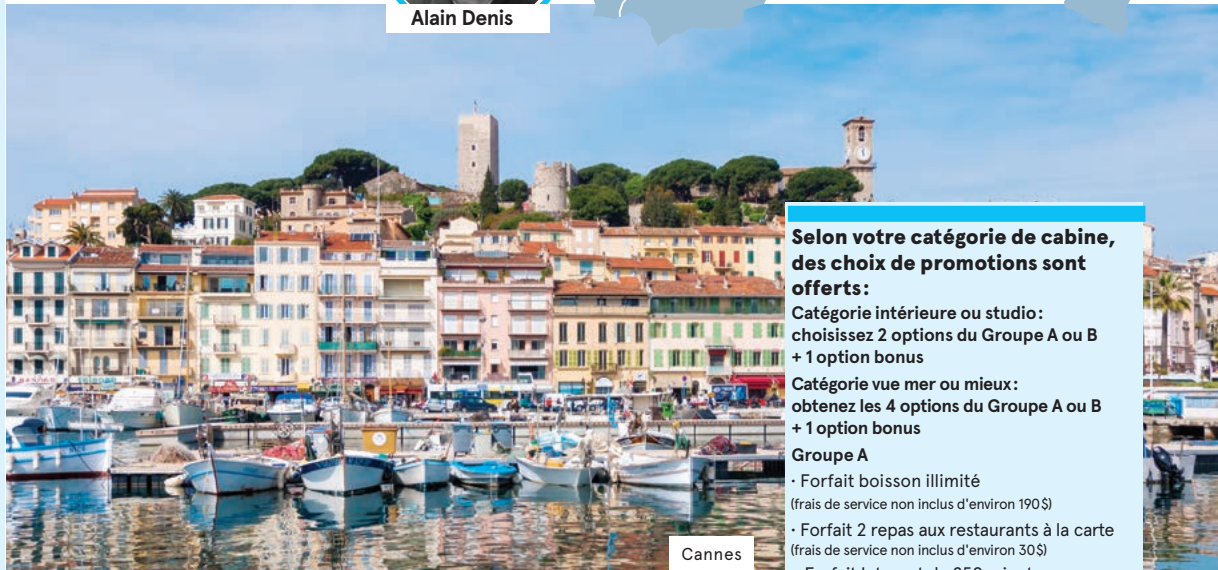 Alain Denis
Selon votre catégorie de cabine,
des choix de promotions sont
offerts:
Catégorie intérieure ou studio:
choisissez 2 options du Groupe A ou B
+ 1 option bonus
Catégorie vue mer ou mieux:
obtenez les 4 options du Groupe A ou B
+ 1 option bonus
Groupe A
· Forfait boisson illimité
(frais de service non inclus d'environ 190$)
· Forfait 2 repas aux restaurants à la carte
(frais de service non inclus d'environ 30$)
Cannes